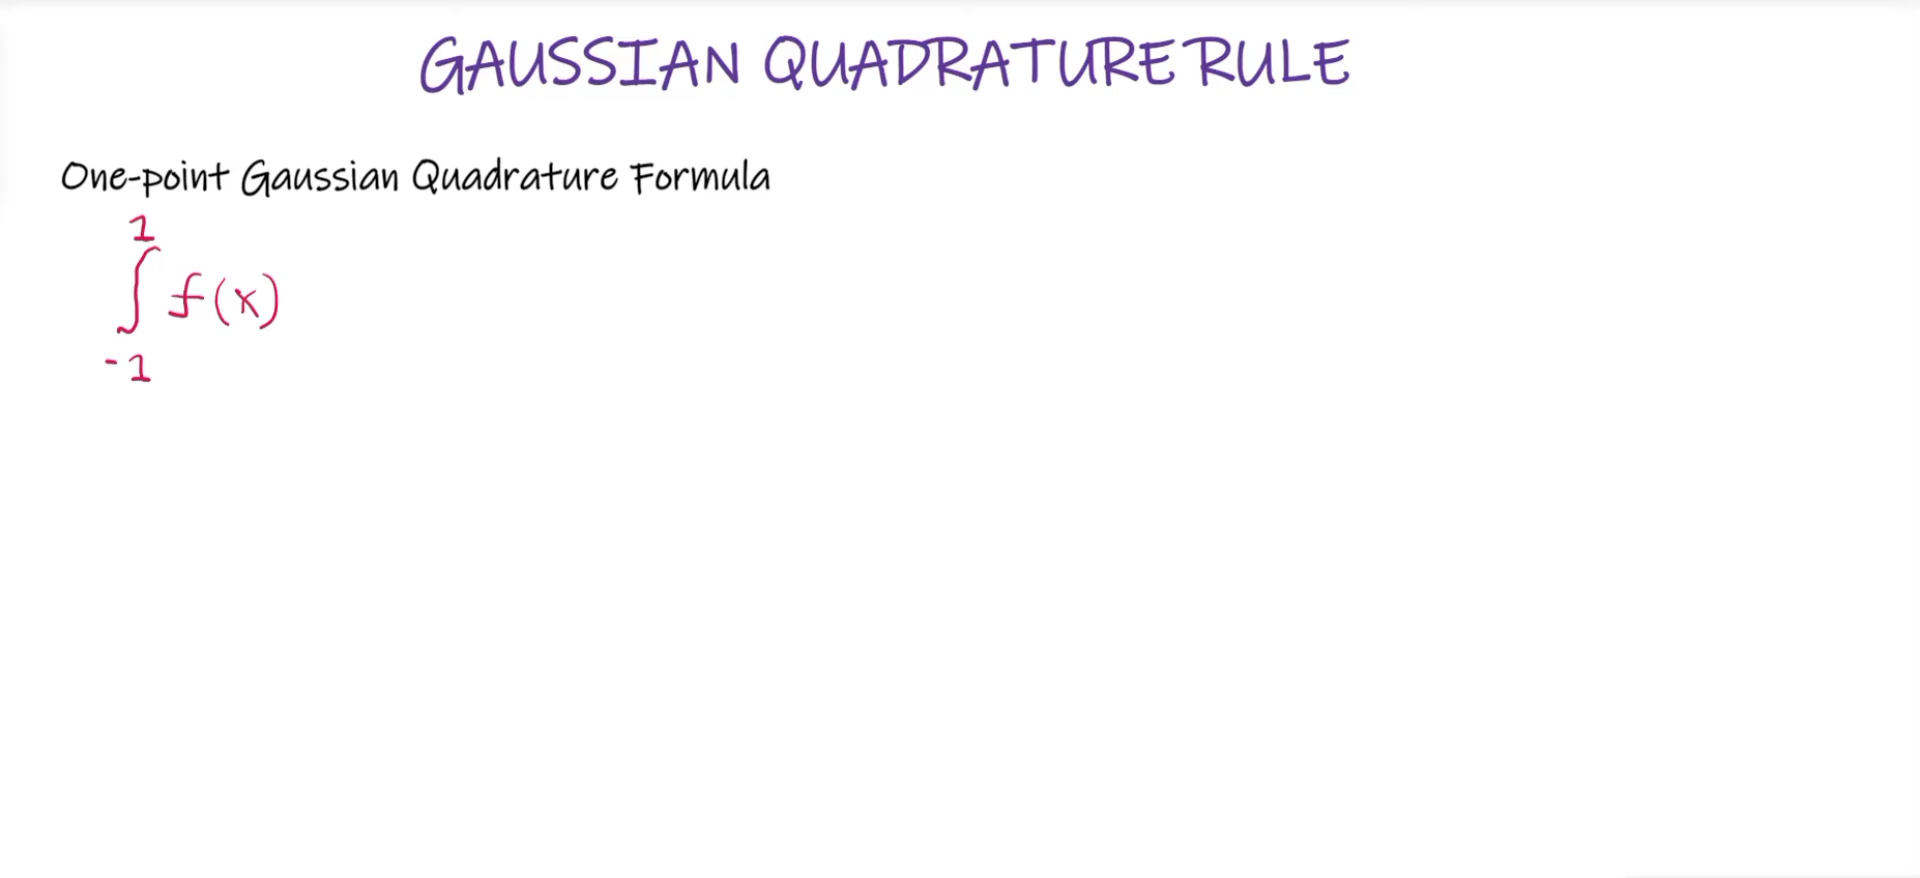 GAUSSIAN QUADRATURE RULE
One-point Gaussian Quadrature Formula
1
∫ f(x)
-1